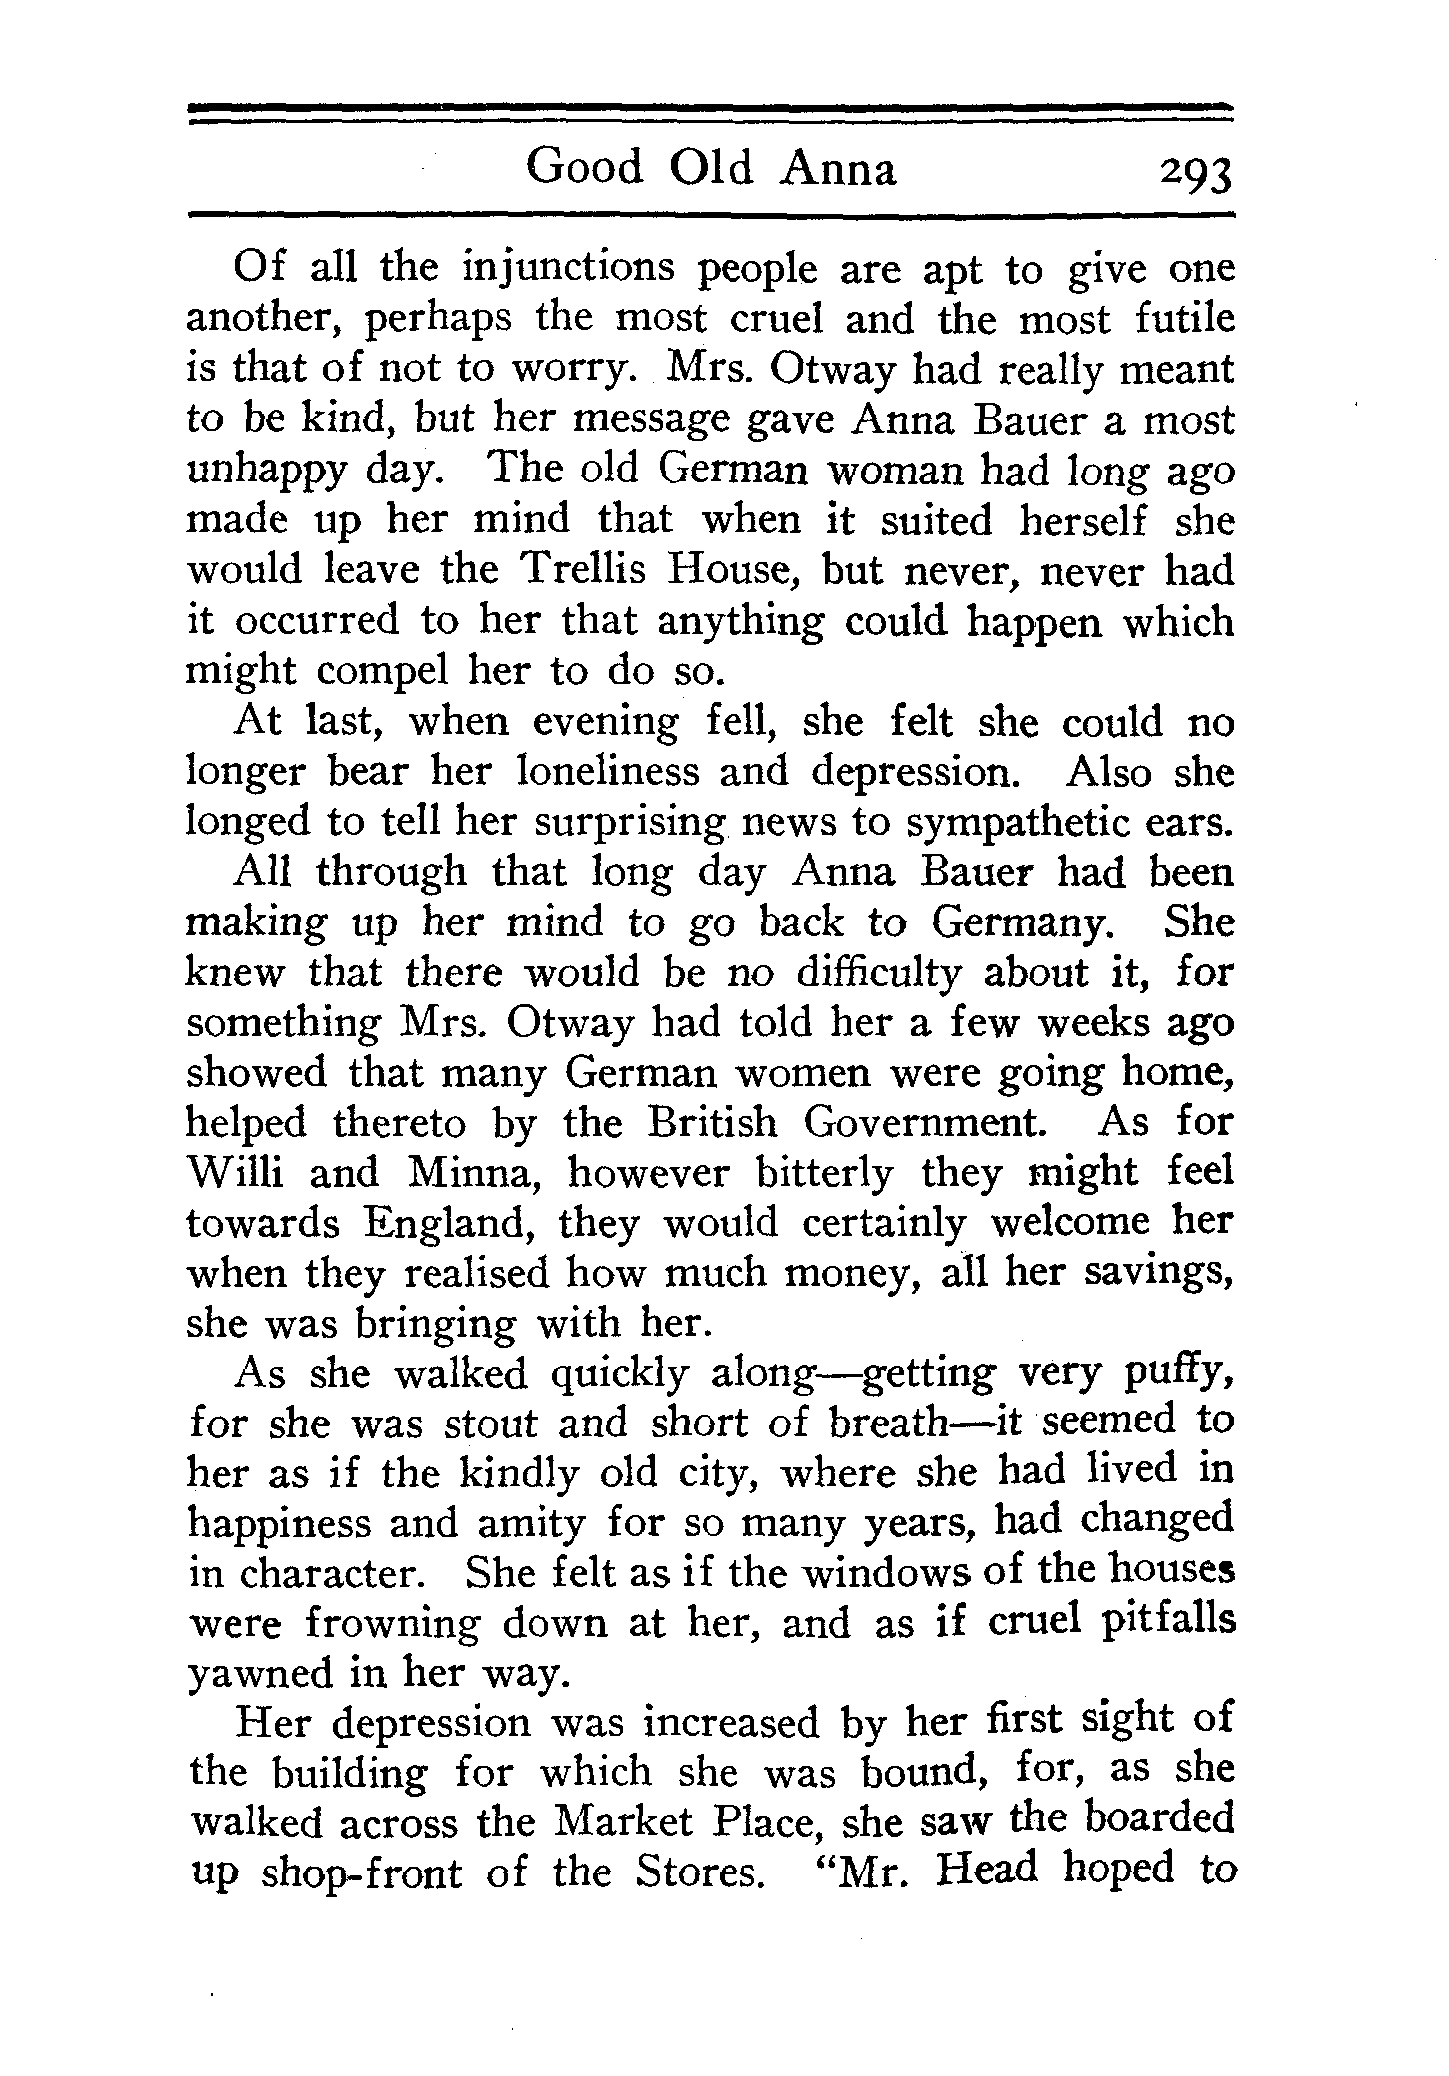 Good Old Anna 293
Of all the injunctions people are apt to give one
another, perhaps the most cruel and the most futile
is that of not to worry. Mrs. Otway had really meant
to be kind, but her message gave Anna Bauer a most
unhappy day. The old German woman had long ago
made up her mind that when it suited herself she
would leave the Trellis House, but never, never had
it occurred to her that anything could happen which
might compel her to do so.
At last, when evening fell, she felt she could no
longer bear her loneliness and depression. Also she
longed to tell her surprising news to sympathetic ears.
All through that long day Anna Bauer had been
making up her mind to go back to Germany. She
knew that there would be no difficulty about it, for
something Mrs. Otway had told her a few weeks ago
showed that many German women were going home,
helped thereto by the British Government. As for
Willi and Minna, however bitterly they might feel
towards England, they would certainly welcome her
when they realised how much money, all her savings,
she was bringing with her.
As she walked quickly along—getting very puffy,
for she was stout and short of breath—it seemed to
her as if the kindly old city, where she had lived in
happiness and amity for so many years, had changed
in character. She felt as if the windows of the houses
were frowning down at her, and as if cruel pitfalls
yawned in her way.
Her depression was increased by her first sight of
the building for which she was bound, for, as she
walked across the Market Place, she saw the boarded
up shop-front of the Stores. “Mr. Head hoped to